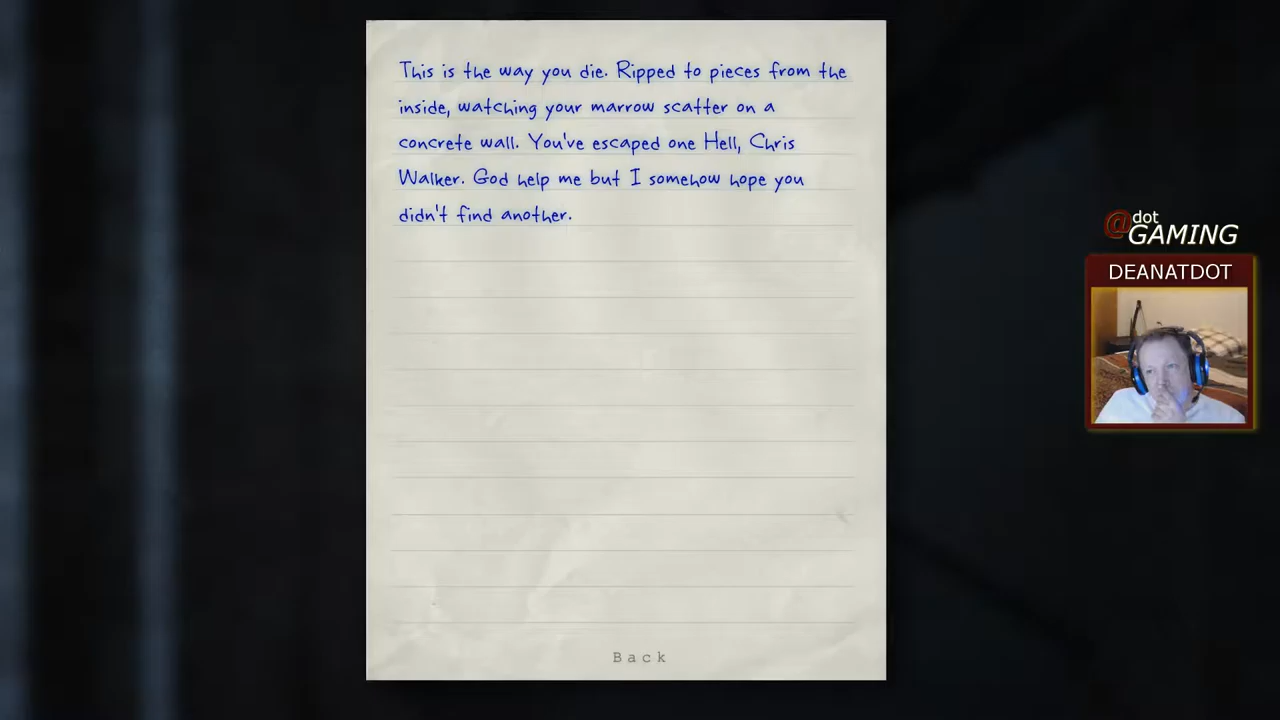 This is the way you die. Ripped to pieces from the
inside, watching your marrow scatter on a
concrete wall. You've escaped one Hell, Chris
Walker. God help me but I somehow hope you
didn't find another.
Back
@dot
GAMING
DEANATDOT